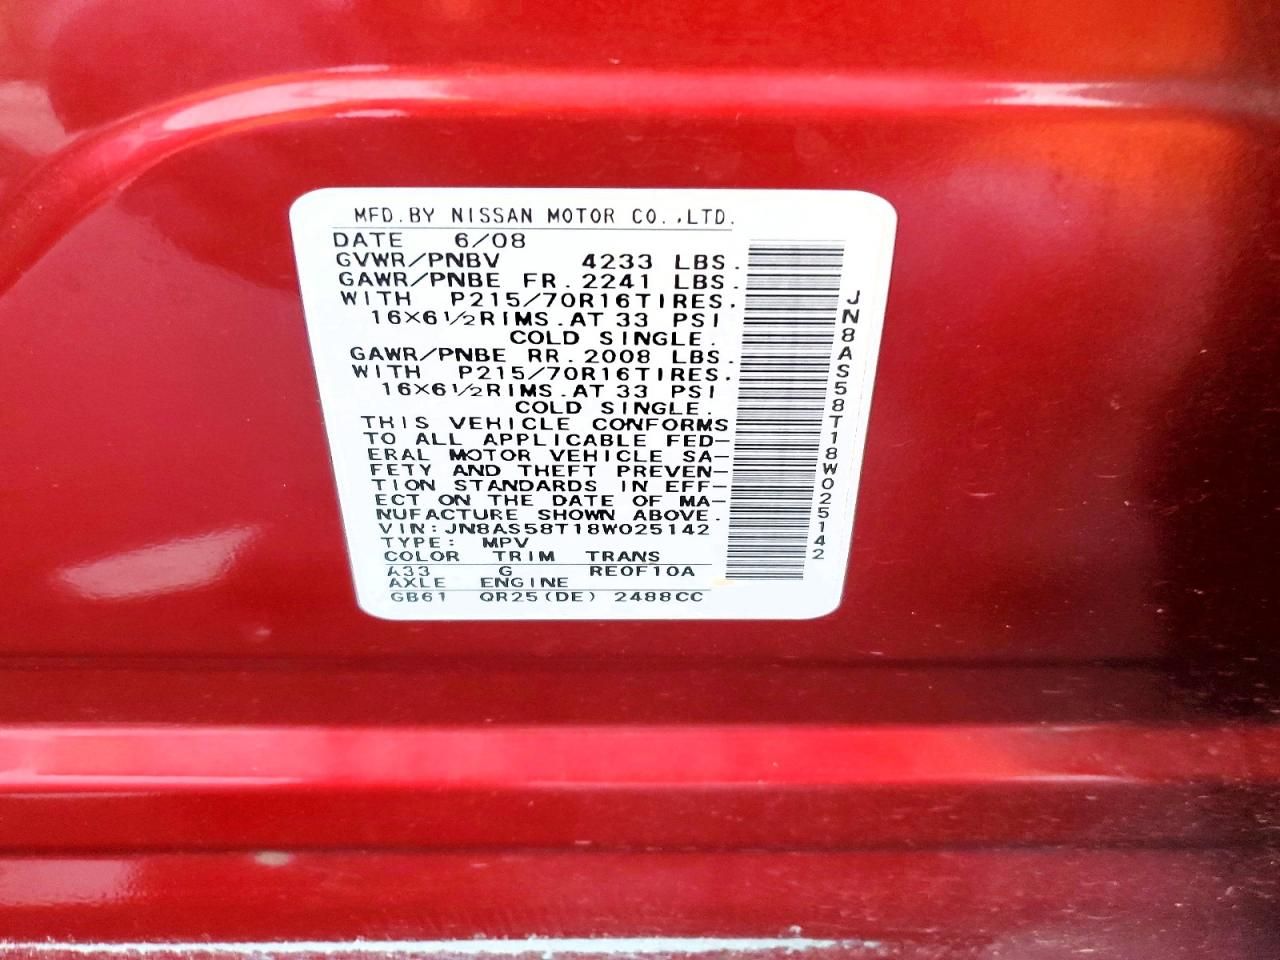 MFD.BY NISSAN MOTOR CO.,LTD.
DATE 6/08
GVWR/PNBV 4233 LBS.
GAWR/PNBE FR.2241 LBS.
WITH P215/70R16TIRES.
16×6½RIMS.AT 33 PSI
COLD SINGLE.
GAWR/PNBE RR.2008 LBS.
WITH P215/70R16TIRES.
16×6½RIMS.AT 33 PSI
COLD SINGLE.
THIS VEHICLE CONFORMS
TO ALL APPLICABLE FED-
ERAL MOTOR VEHICLE SA-
FETY AND THEFT PREVEN-
TION STANDARDS IN EFF-
ECT ON THE DATE OF MA-
NUFACTURE SHOWN ABOVE.
VIN:JN8AS58T18W025142
TYPE: MPV
COLOR TRIM TRANS
A33 G RE0F10A
AXLE ENGINE
GB61 QR25(DE) 2488CC
JN8AS58T18W025142